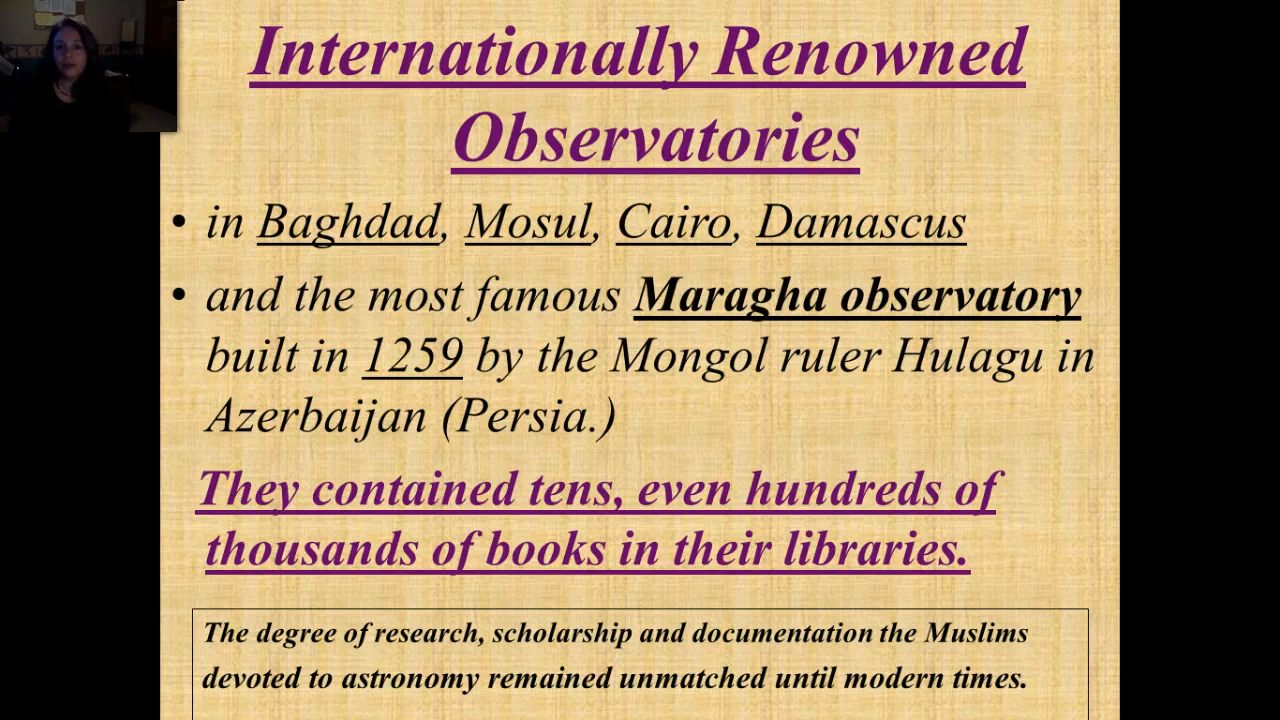 Internationally Renowned
Observatories
• in Baghdad, Mosul, Cairo, Damascus
• and the most famous Maragha observatory
built in 1259 by the Mongol ruler Hulagu in
Azerbaijan (Persia.)
They contained tens, even hundreds of
thousands of books in their libraries.
The degree of research, scholarship and documentation the Muslims
devoted to astronomy remained unmatched until modern times.